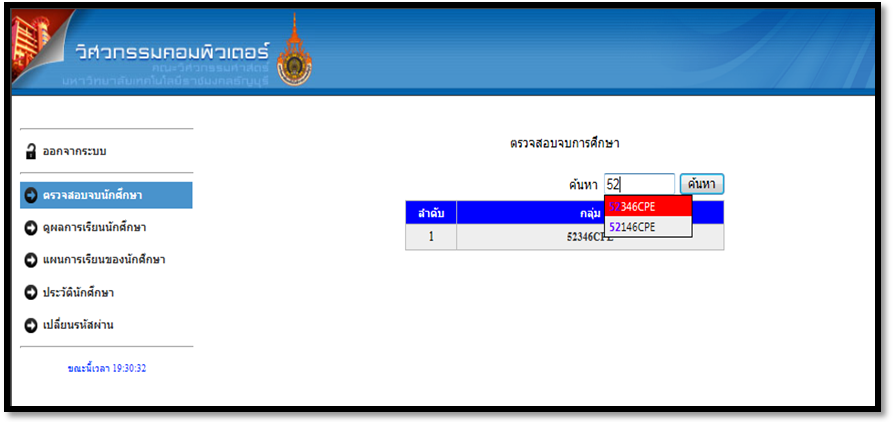 วิศวกรรมคอมพิวเตอร์
คณะวิศวกรรมศาสตร์
มหาวิทยาลัยเทคโนโลยีราชมงคลธัญบุรี
ออกจากระบบ
ตรวจสอบจบนักศึกษา
ดูผลการเรียนนักศึกษา
แผนการเรียนของนักศึกษา
ประวัตินักศึกษา
เปลี่ยนรหัสผ่าน
ขณะนี้เวลา 19:30:32
ตรวจสอบจบการศึกษา
ค้นหา 52 ค้นหา
ลำดับ กลุ่ม
52346CPE
52146CPE
1 52346CPE